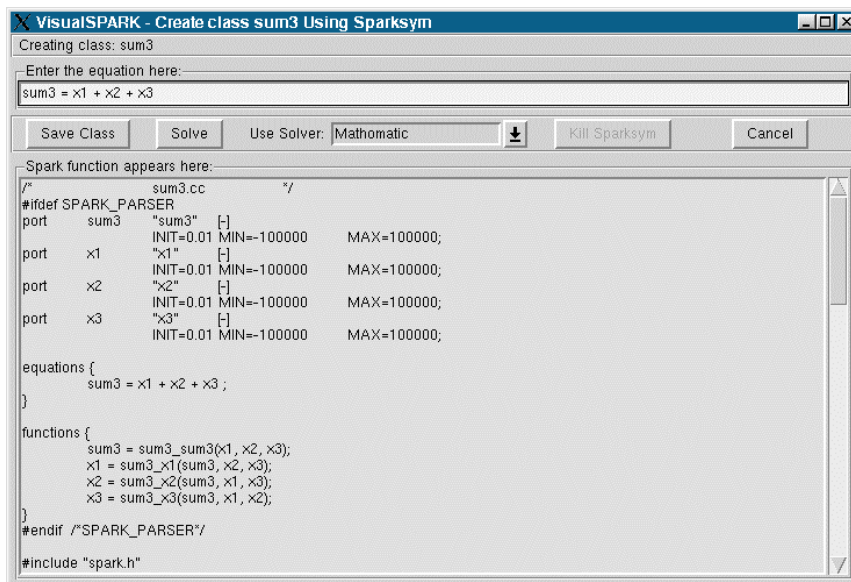 VisualSPARK - Create class sum3 Using Sparksym
Creating class: sum3
Enter the equation here:
sum3 = x1 + x2 + x3
Save Class Solve Use Solver: Mathomatic Kill Sparksym Cancel
Spark function appears here:
/* sum3.cc */
#ifdef SPARK_PARSER
port sum3 "sum3" [-]
INIT=0.01 MIN=-100000 MAX=100000;
port x1 "x1" [-]
INIT=0.01 MIN=-100000 MAX=100000;
port x2 "x2" [-]
INIT=0.01 MIN=-100000 MAX=100000;
port x3 "x3" [-]
INIT=0.01 MIN=-100000 MAX=100000;
equations {
sum3 = x1 + x2 + x3 ;
}
functions {
sum3 = sum3_sum3(x1, x2, x3);
x1 = sum3_x1(sum3, x2, x3);
x2 = sum3_x2(sum3, x1, x3);
x3 = sum3_x3(sum3, x1, x2);
}
#endif /*SPARK_PARSER*/
#include "spark.h"